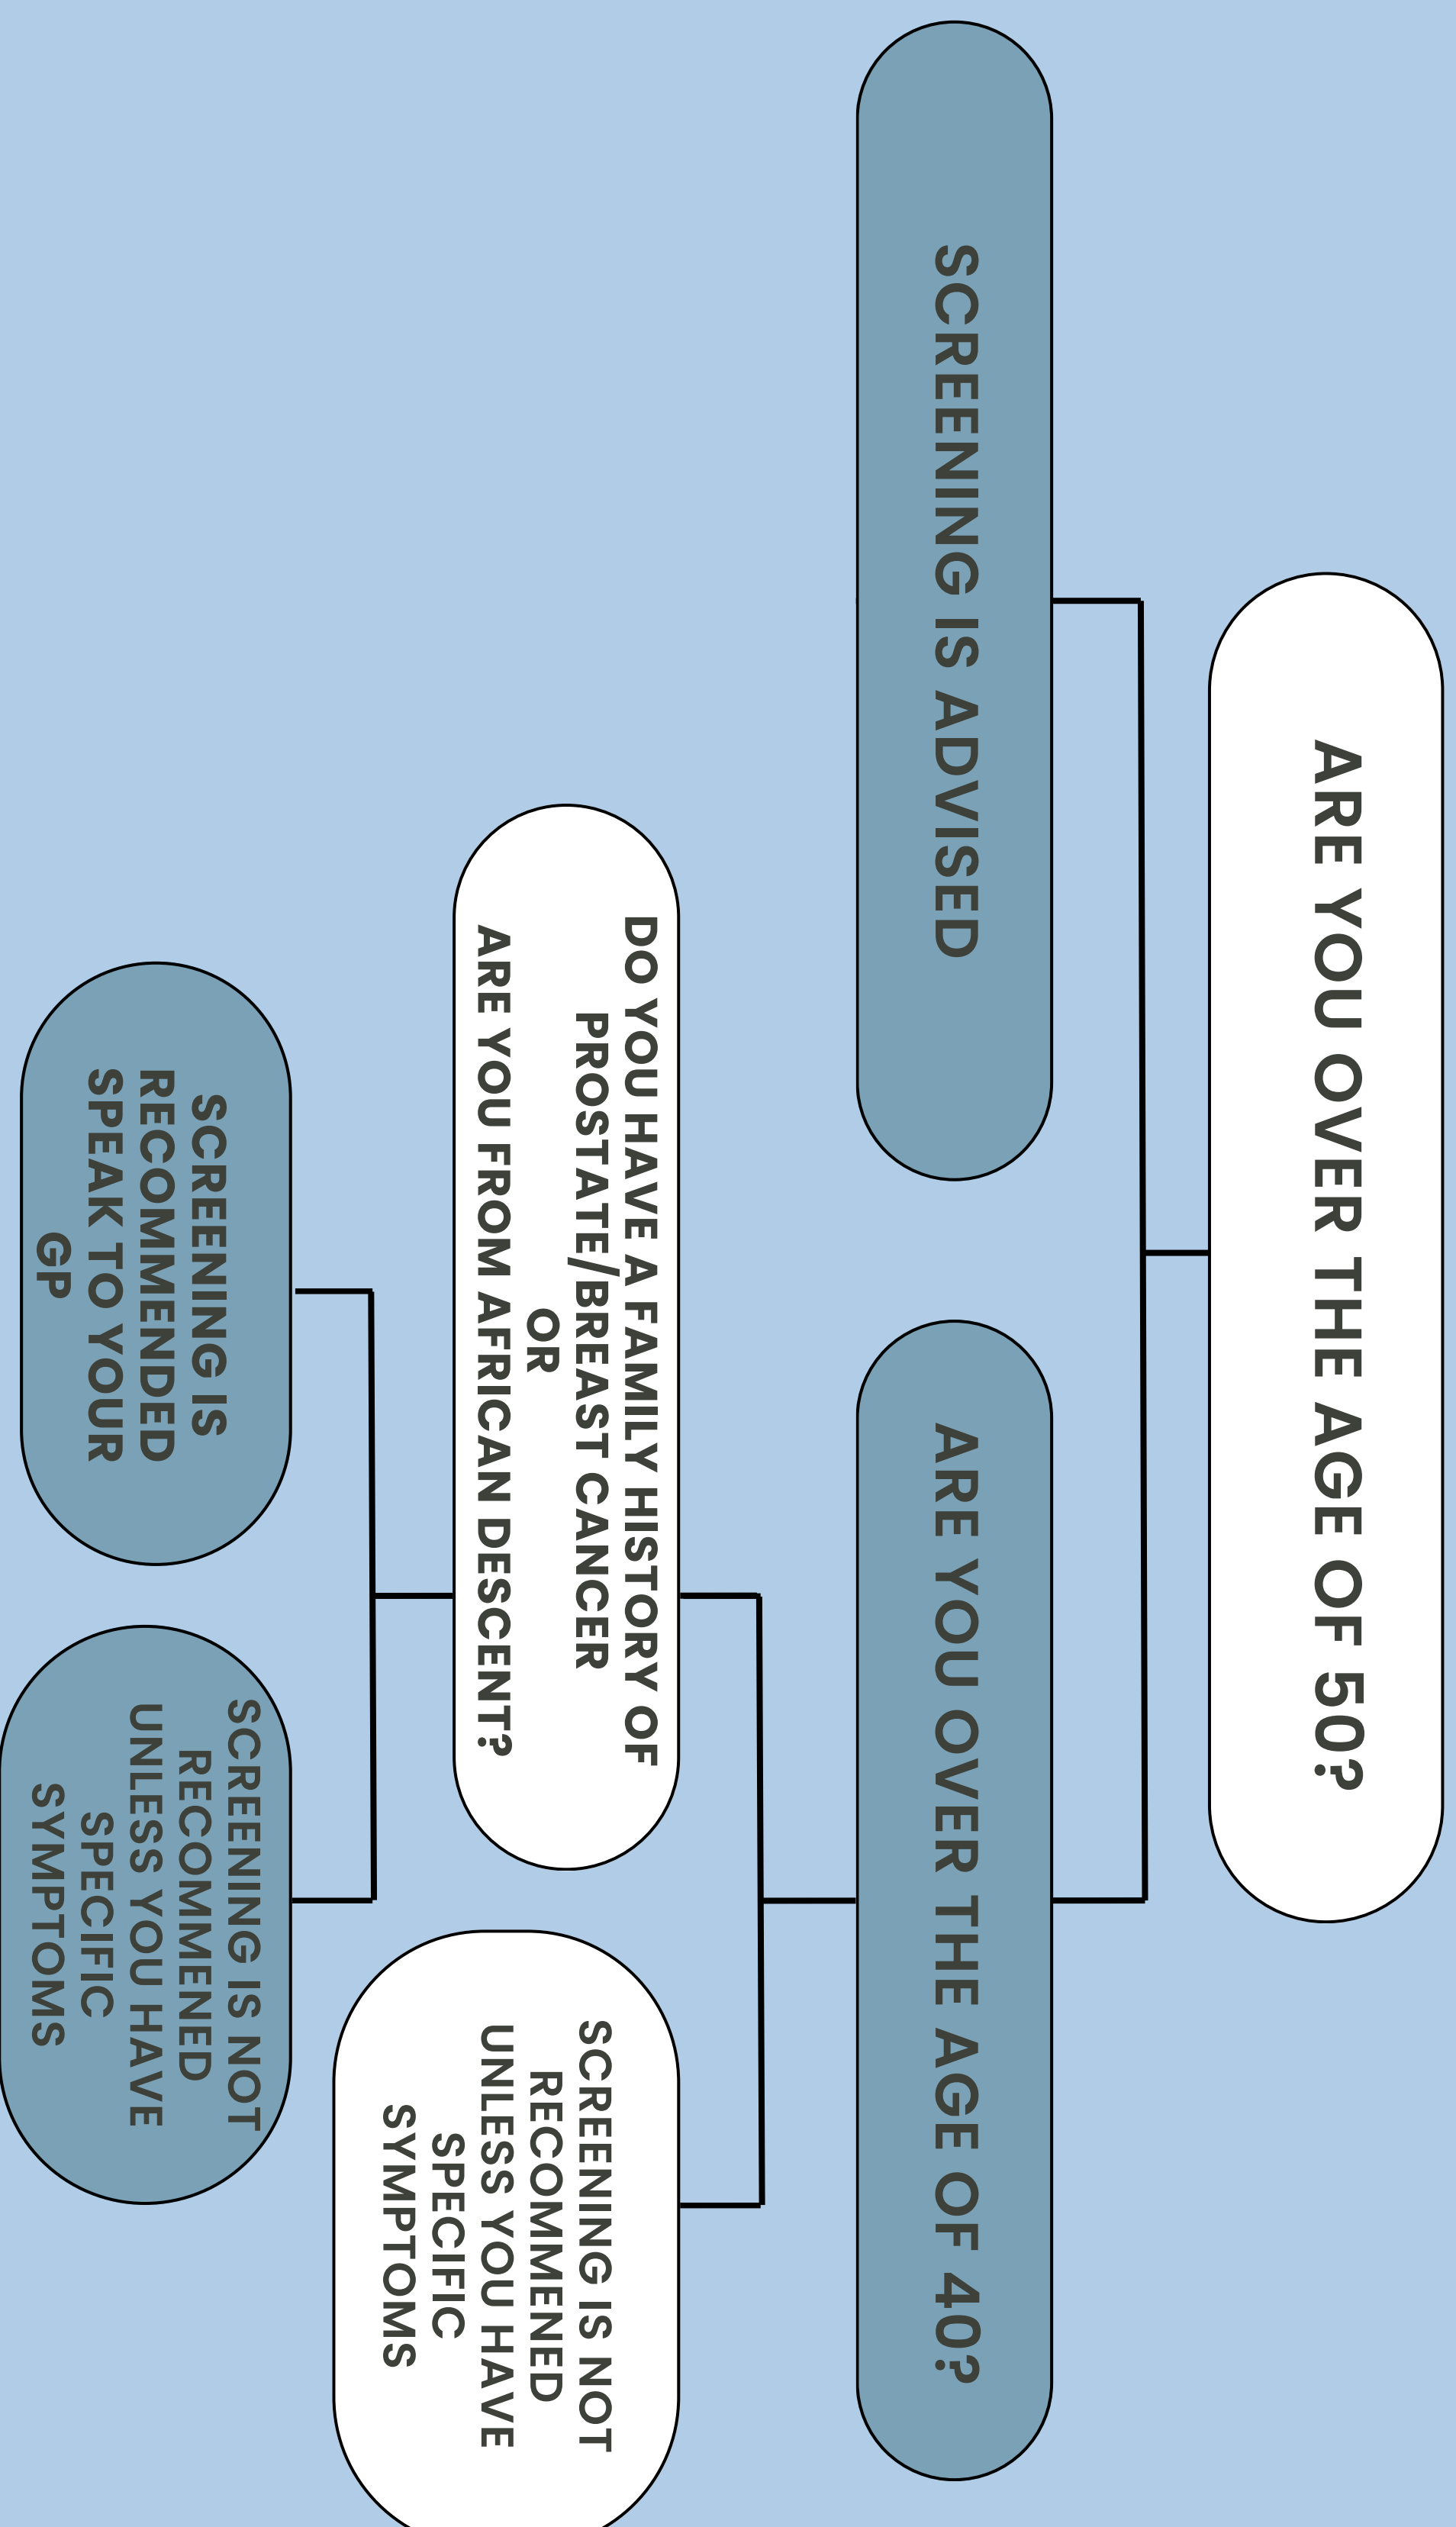 ARE YOU OVER THE AGE OF 50?
SCREENING IS ADVISED
ARE YOU OVER THE AGE OF 40?
DO YOU HAVE A FAMILY HISTORY OF
PROSTATE/BREAST CANCER
OR
ARE YOU FROM AFRICAN DESCENT?
SCREENING IS NOT
RECOMMENED
UNLESS YOU HAVE
SPECIFIC
SYMPTOMS
SCREENING IS
RECOMMENDED
SPEAK TO YOUR
GP
SCREENING IS NOT
RECOMMENED
UNLESS YOU HAVE
SPECIFIC
SYMPTOMS